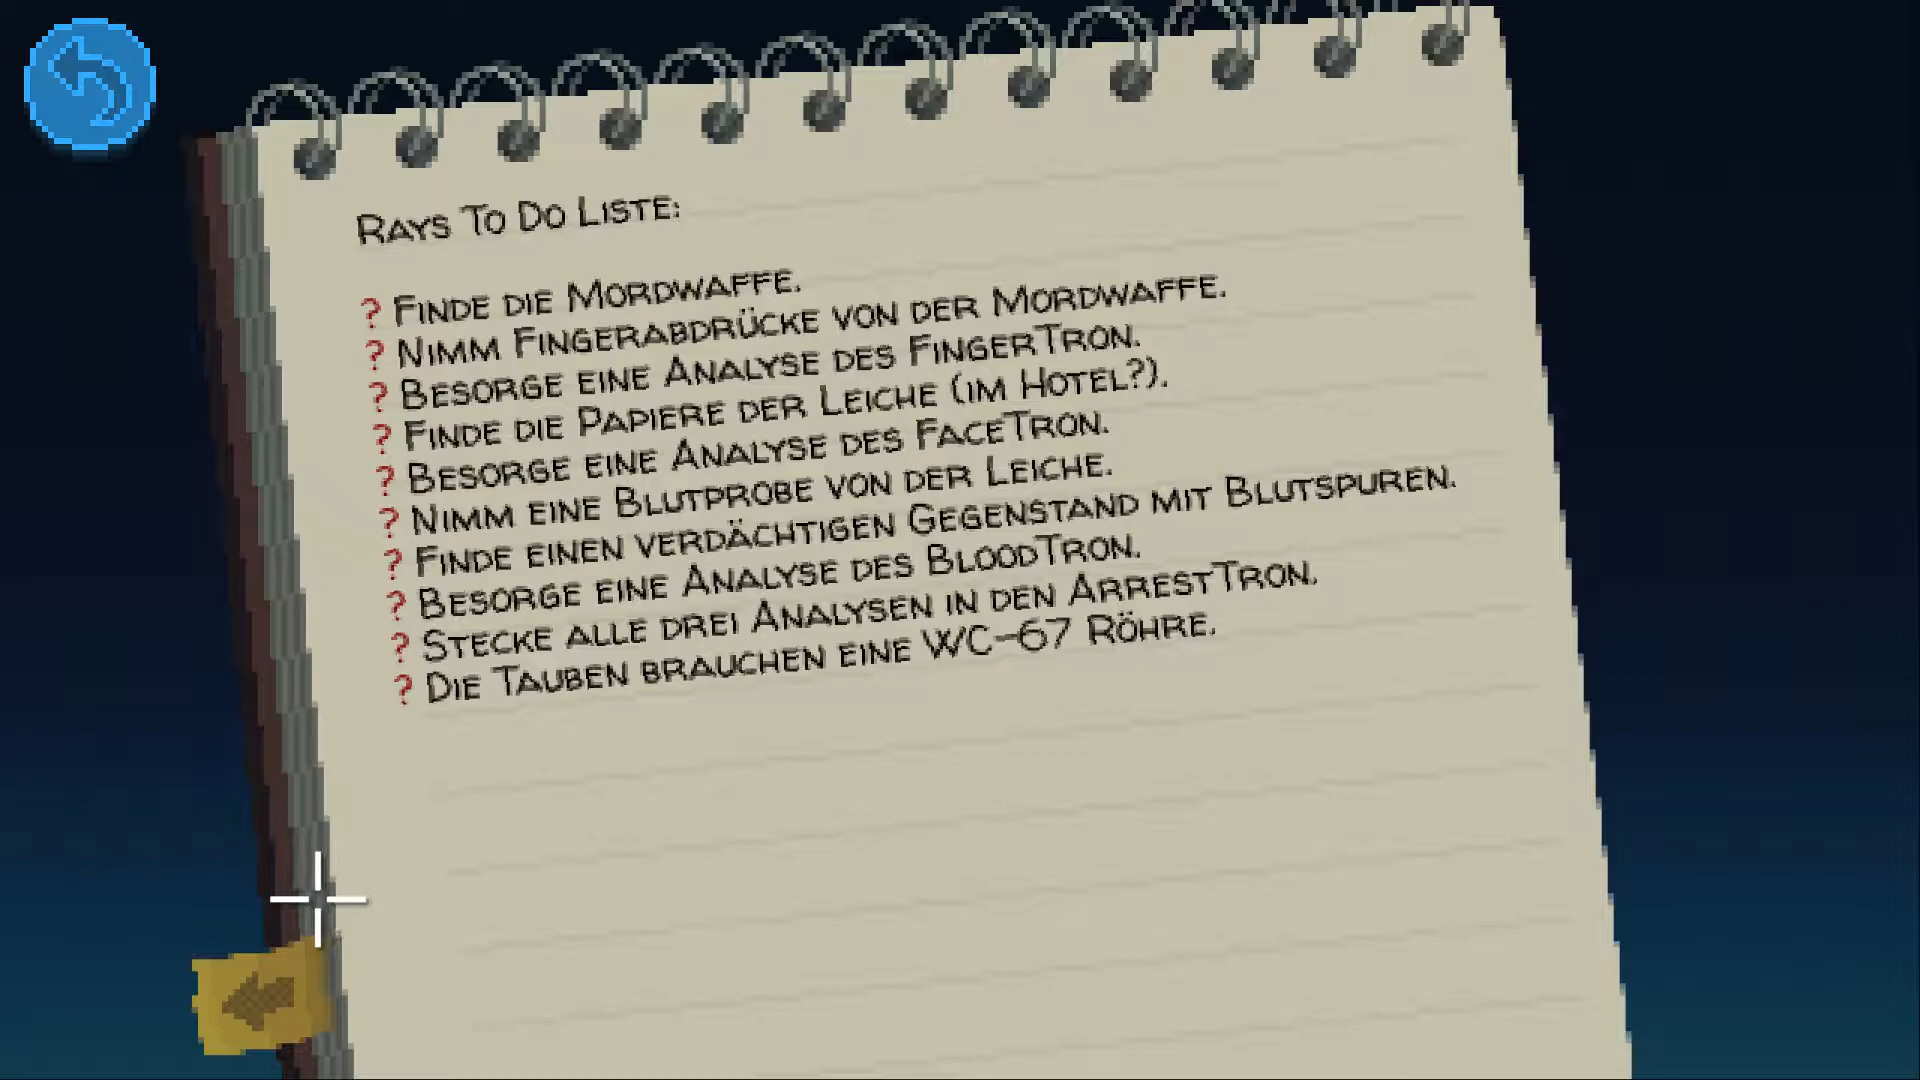 Rays To Do Liste:
? Finde die Mordwaffe.
? Nimm Fingerabdrücke von der Mordwaffe.
? Besorge eine Analyse des FingerTron.
? Finde die Papiere der Leiche (im Hotel?).
? Besorge eine Analyse des FaceTron.
? Nimm eine Blutprobe von der Leiche.
? Finde einen verdächtigen Gegenstand mit Blutspuren.
? Besorge eine Analyse des BloodTron.
? Stecke alle drei Analysen in den ArrestTron.
? Die Tauben brauchen eine WC-67 Röhre.